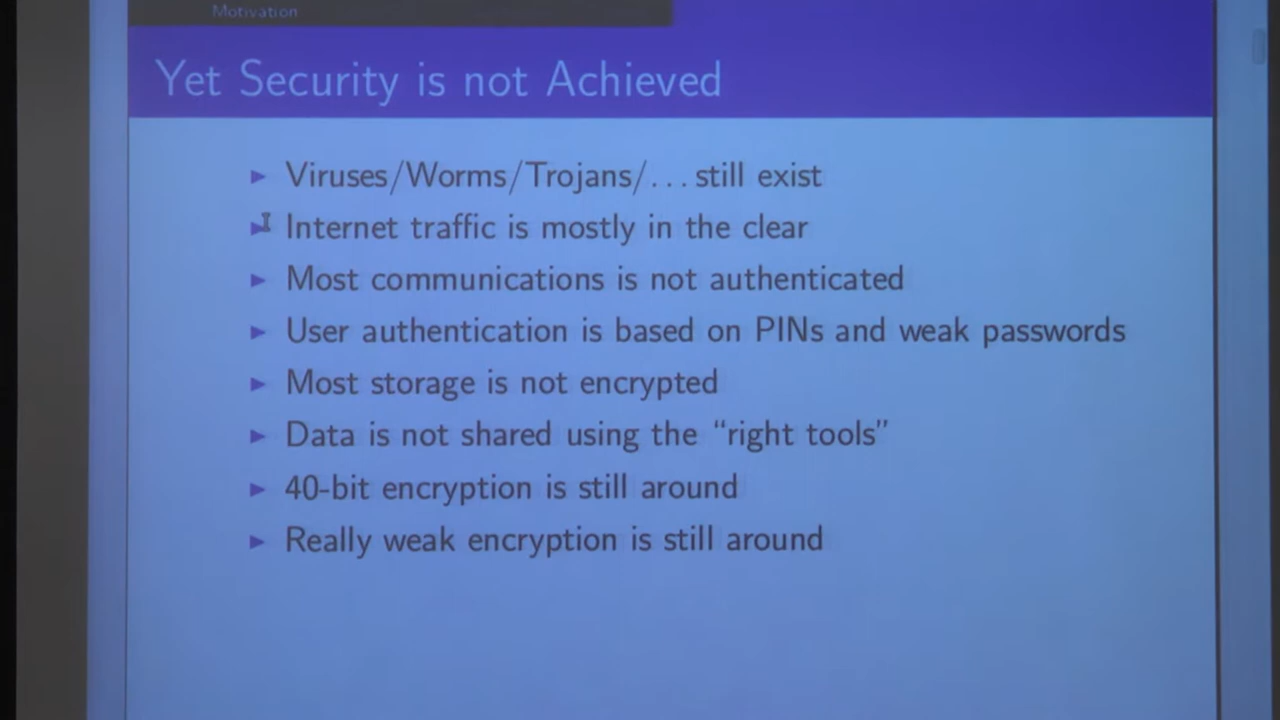 Motivation
Yet Security is not Achieved
Viruses/Worms/Trojans/... still exist
Internet traffic is mostly in the clear
Most communications is not authenticated
User authentication is based on PINs and weak passwords
Most storage is not encrypted
Data is not shared using the “right tools”
40-bit encryption is still around
Really weak encryption is still around